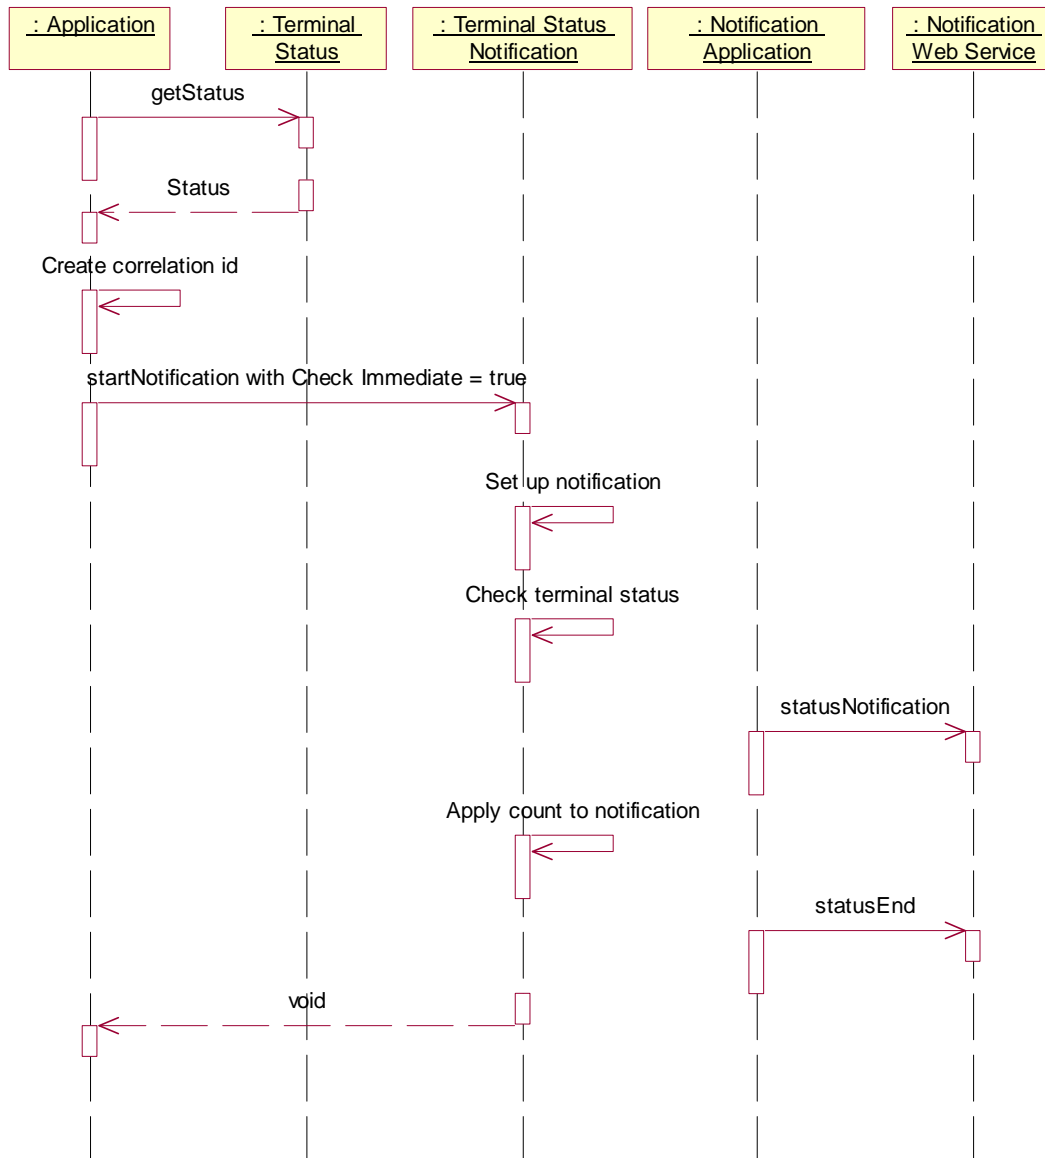 : Application
: Terminal
Status
: Terminal Status
Notification
: Notification
Application
: Notification
Web Service
getStatus
Status
Create correlation id
startNotification with Check Immediate = true
Set up notification
Check terminal status
statusNotification
Apply count to notification
statusEnd
void